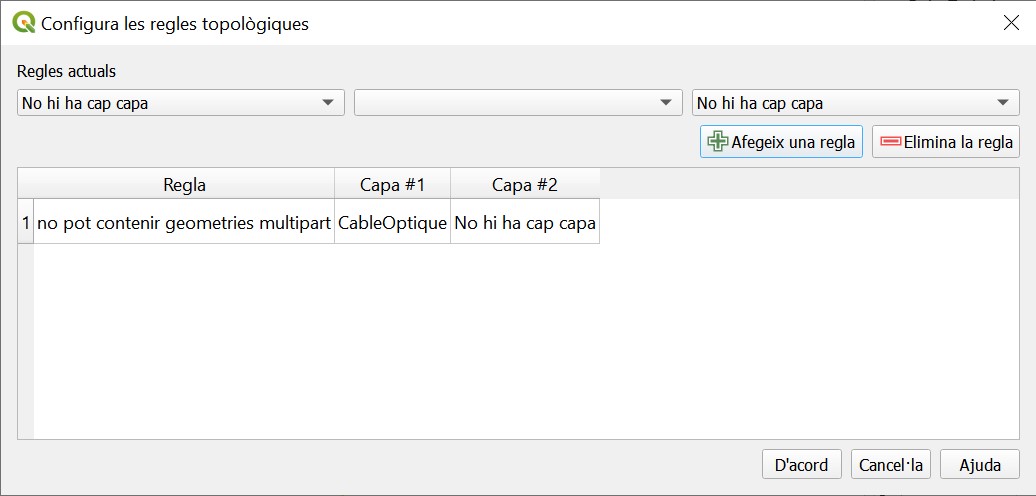 Configura les regles topològiques
Regles actuals
No hi ha cap capa No hi ha cap capa
Afegeix una regla Elimina la regla
Regla Capa #1 Capa #2
1 no pot contenir geometries multipart CableOptique No hi ha cap capa
D'acord Cancel·la Ajuda